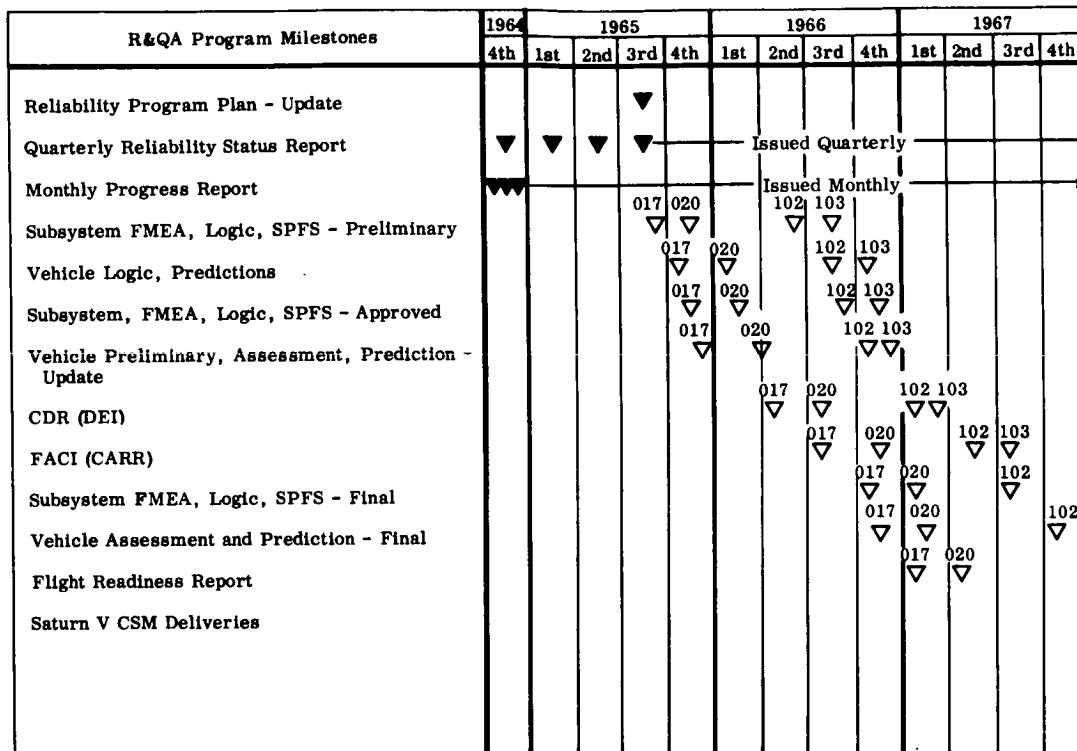 R&QA Program Milestones
1964 1965 1966 1967
4th 1st 2nd 3rd 4th 1st 2nd 3rd 4th 1st 2nd 3rd 4th
Reliability Program Plan - Update
Quarterly Reliability Status Report Issued Quarterly
Monthly Progress Report Issued Monthly
017 020 102 103
Subsystem FMEA, Logic, SPFS - Preliminary
017 020 102 103
Vehicle Logic, Predictions
017 020 102 103
Subsystem, FMEA, Logic, SPFS - Approved
017 020 102 103
Vehicle Preliminary, Assessment, Prediction -
Update
017 020 102 103
CDR (DEI)
017 020 102 103
FACI (CARR)
017 020 102
Subsystem FMEA, Logic, SPFS - Final
017 020 102
Vehicle Assessment and Prediction - Final
017 020
Flight Readiness Report
Saturn V CSM Deliveries